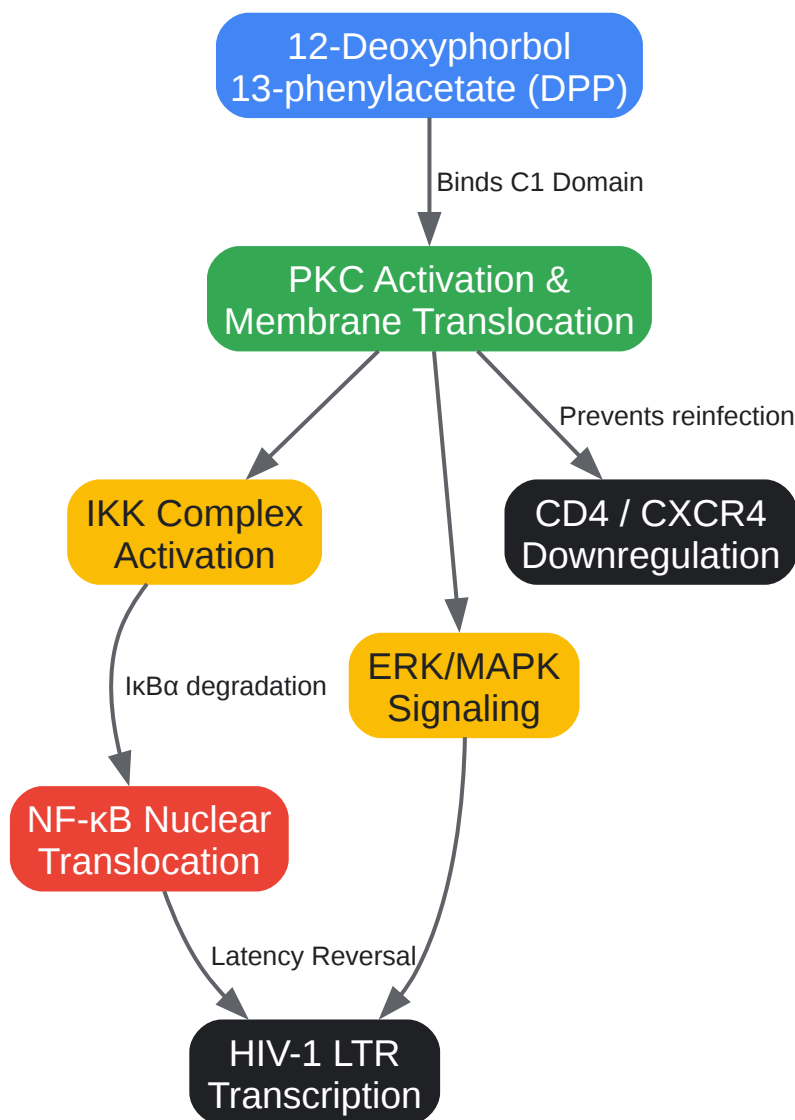 12-Deoxyphorbol
13-phenylacetate (DPP)
Binds C1 Domain
PKC Activation &
Membrane Translocation
Prevents reinfection
IKK Complex
Activation
CD4 / CXCR4
Downregulation
ERK/MAPK
Signaling
IκBα degradation
NF-κB Nuclear
Translocation
Latency Reversal
HIV-1 LTR
Transcription